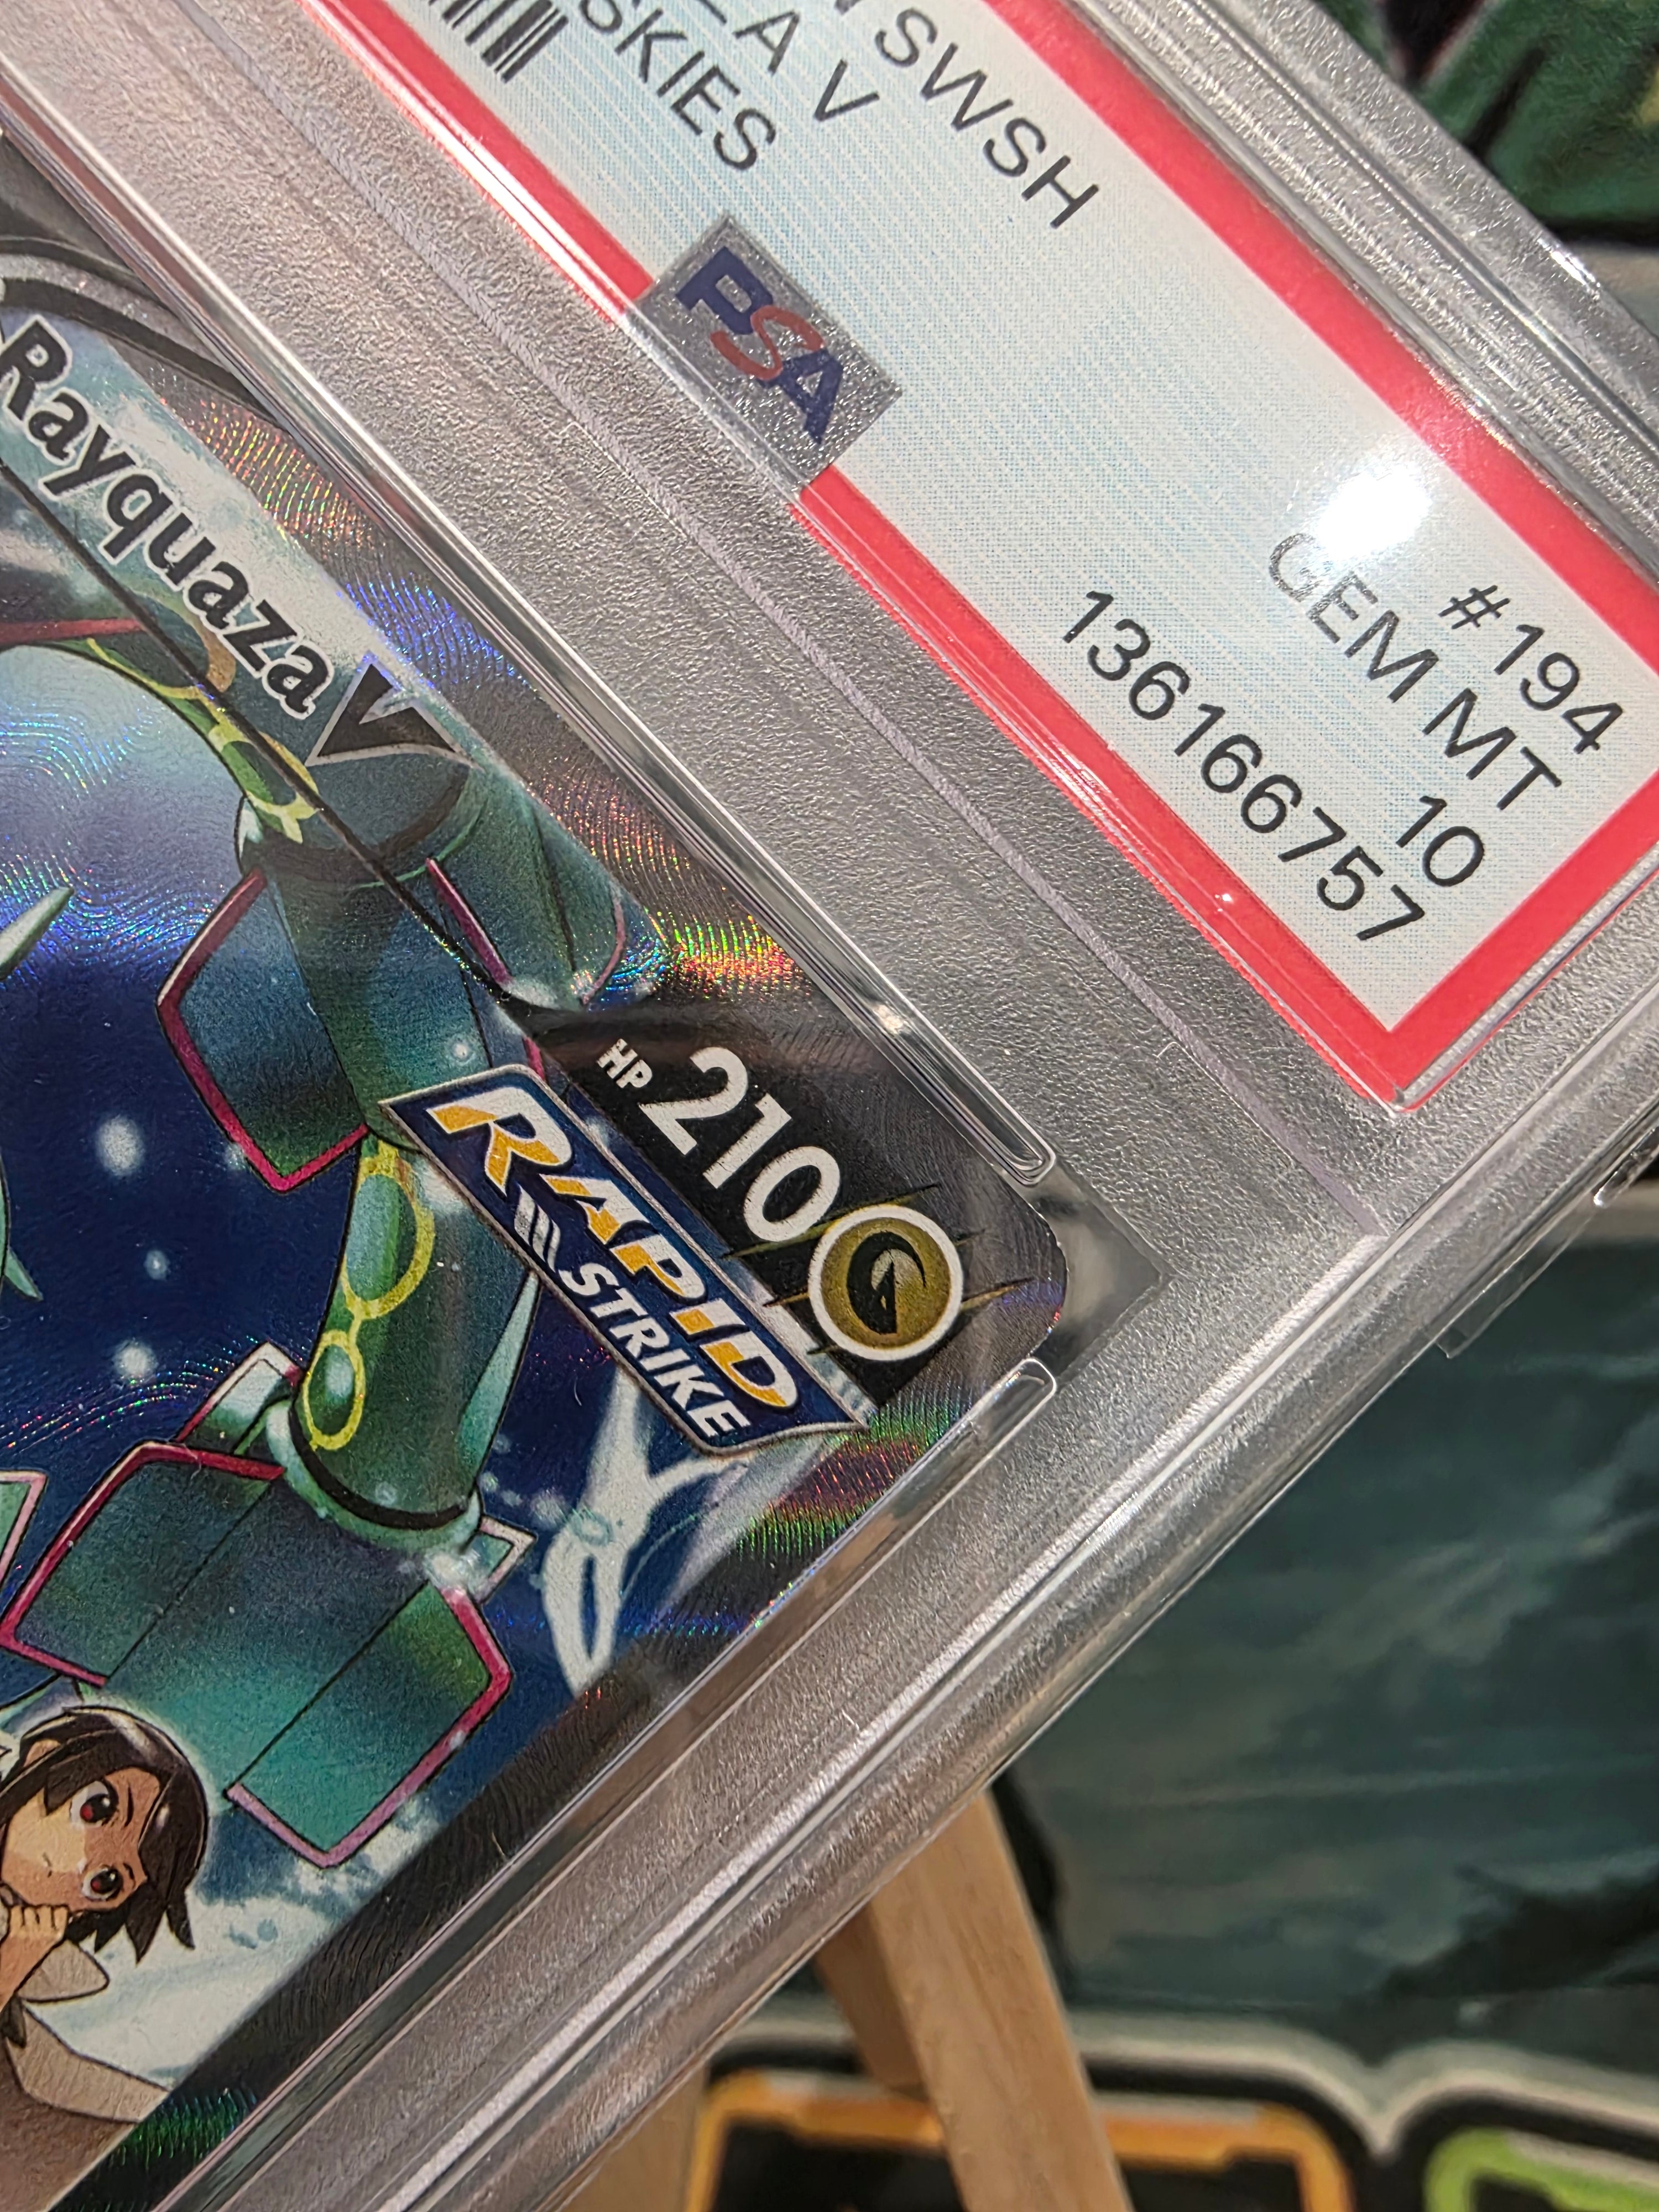 SWSH
A V
SKIES
PSA
#194
GEM MT
10
136166757
Rayquaza V
HP 210
RAPID
STRIKE